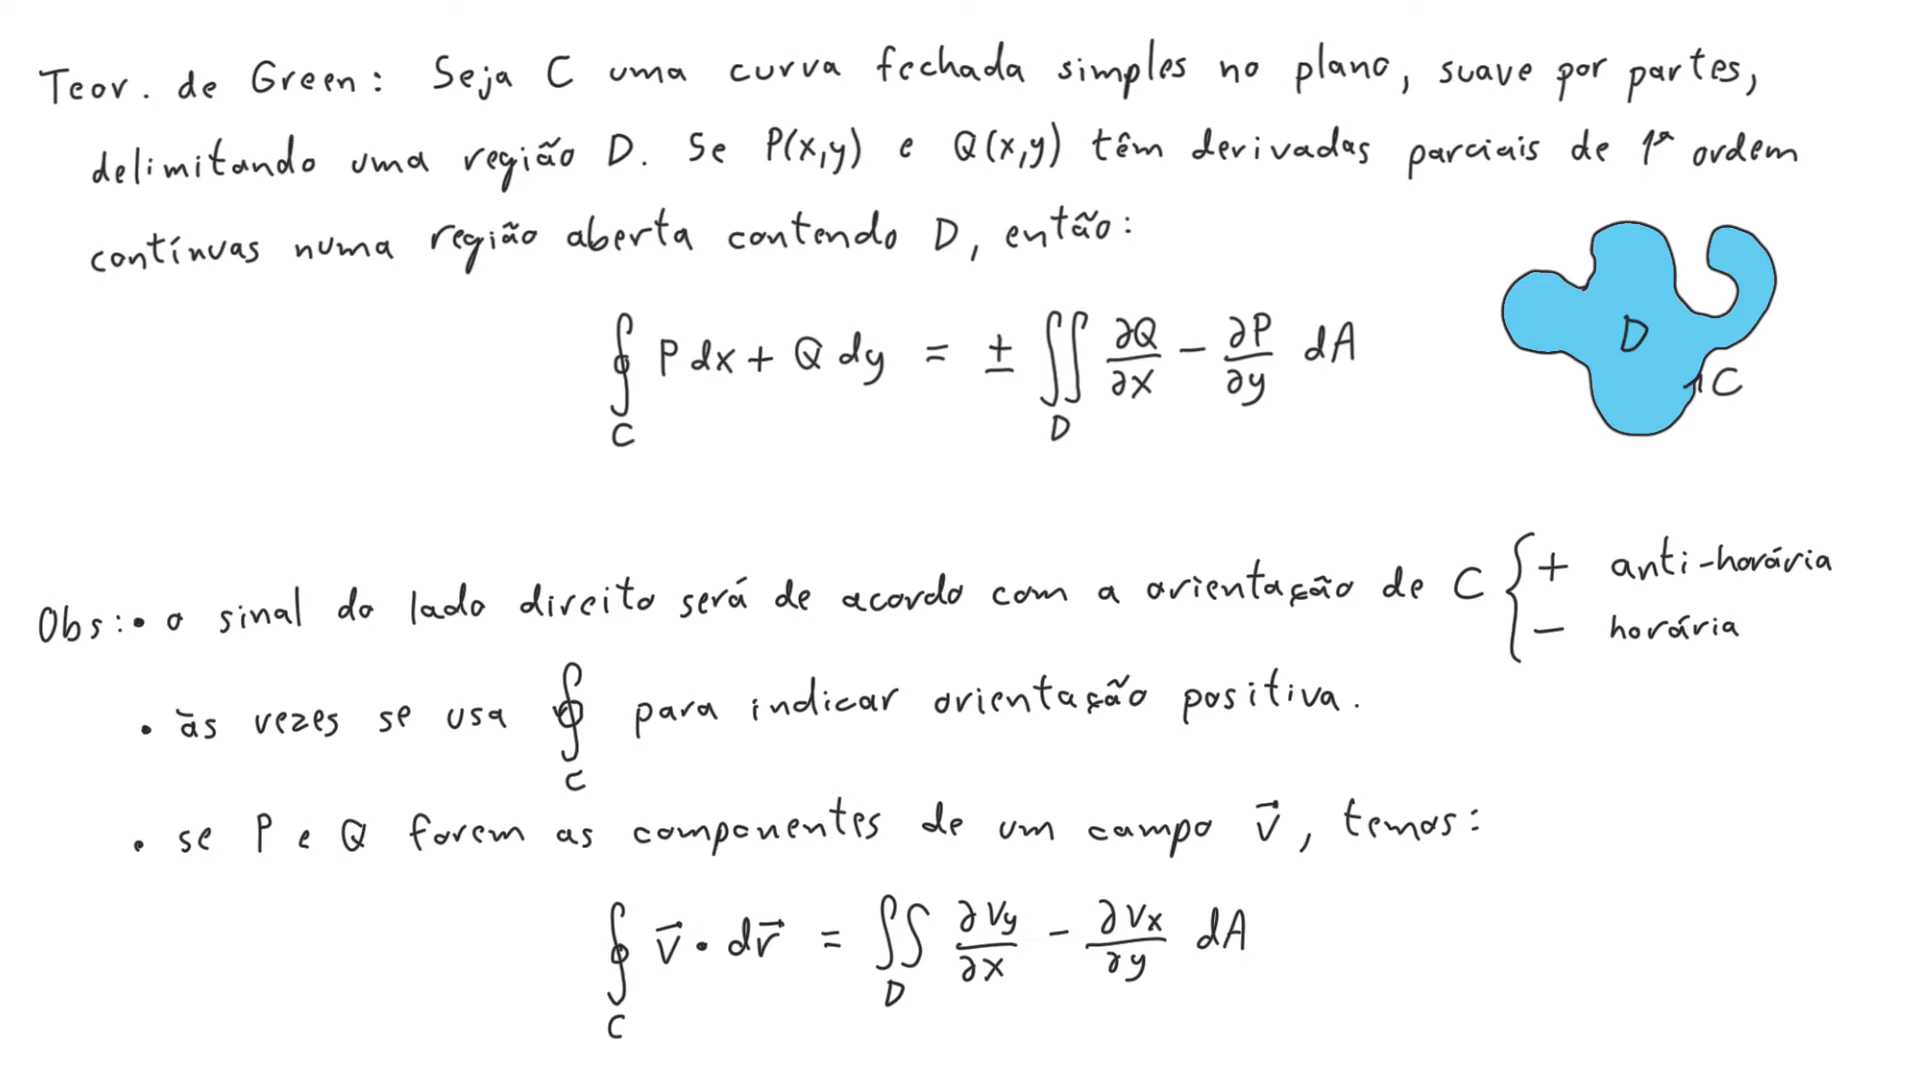 Teor. de Green: Seja C uma curva fechada simples no plano, suave por partes,
delimitando uma região D. Se P(x,y) e Q(x,y) têm derivadas parciais de 1ª ordem
contínuas numa região aberta contendo D, então:
∮_C P dx + Q dy = ± ∬_D ∂Q/∂x − ∂P/∂y dA
D
C
Obs: • o sinal do lado direito será de acordo com a orientação de C { + anti-horária
− horária
• às vezes se usa ∮_C para indicar orientação positiva.
• se P e Q forem as componentes de um campo v⃗, temos:
∮_C v⃗ · dr⃗ = ∬_D ∂Vy/∂x − ∂Vx/∂y dA